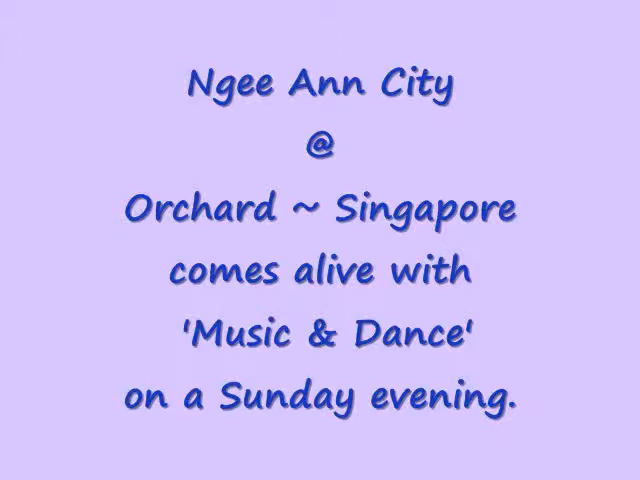 Ngee Ann City
@
Orchard ~ Singapore
comes alive with
'Music & Dance'
on a Sunday evening.